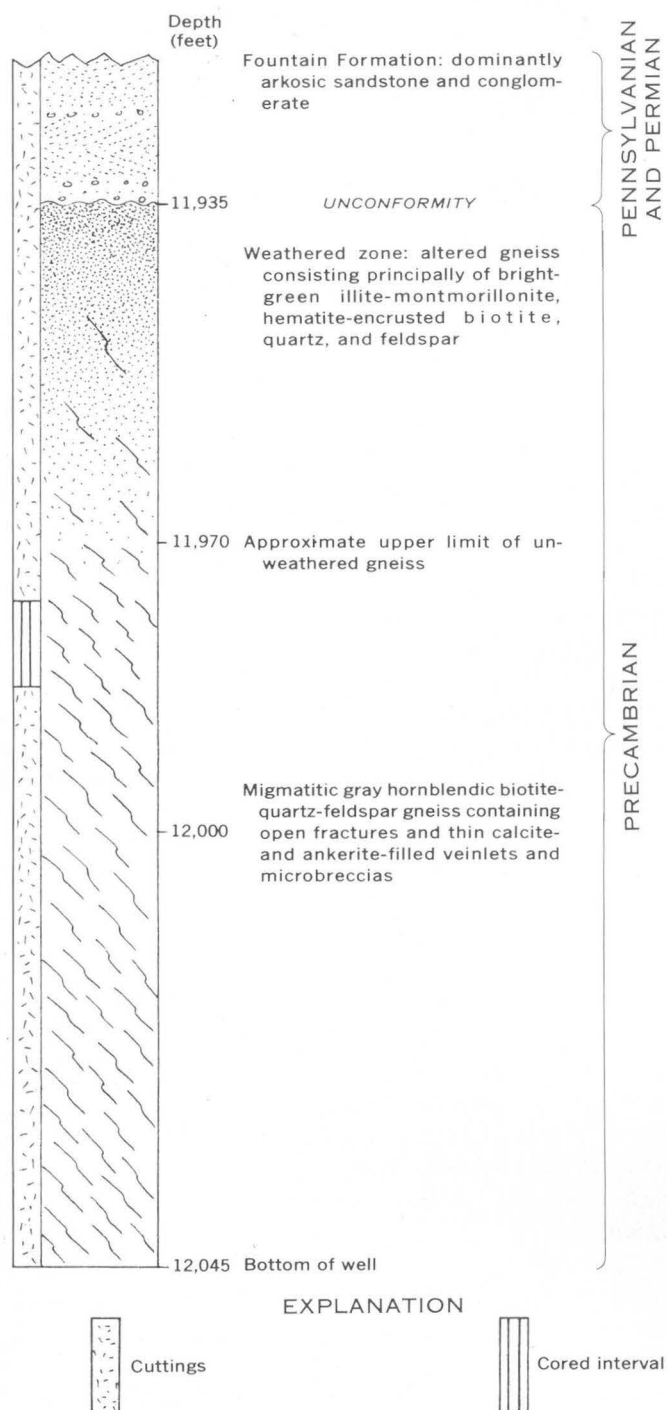 Depth
(feet)
Fountain Formation: dominantly
arkosic sandstone and conglom-
erate
PENNSYLVANIAN
AND PERMIAN
11,935
UNCONFORMITY
Weathered zone: altered gneiss
consisting principally of bright-
green illite-montmorillonite,
hematite-encrusted biotite,
quartz, and feldspar
11,970 Approximate upper limit of un-
weathered gneiss
PRECAMBRIAN
Migmatitic gray hornblendic biotite-
quartz-feldspar gneiss containing
12,000 open fractures and thin calcite-
and ankerite-filled veinlets and
microbreccias
12,045 Bottom of well
EXPLANATION
Cuttings
Cored interval